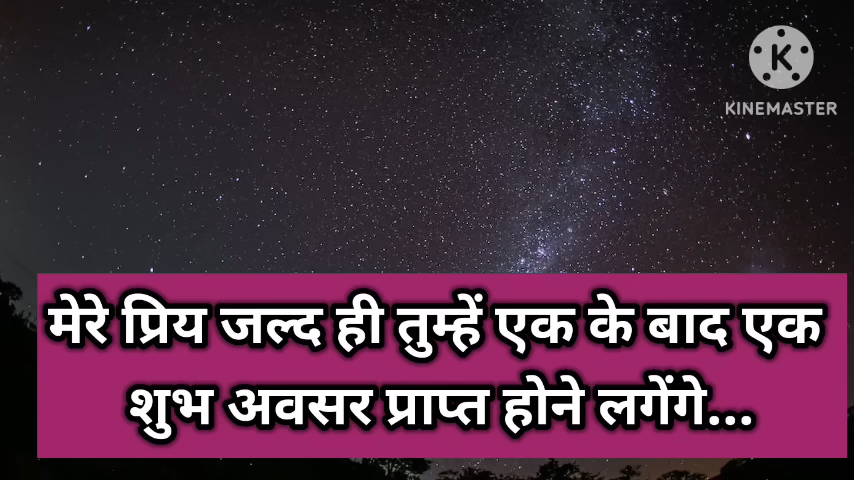 KINEMASTER
मेरे प्रिय जल्द ही तुम्हें एक के बाद एक
शुभ अवसर प्राप्त होने लगेंगे...